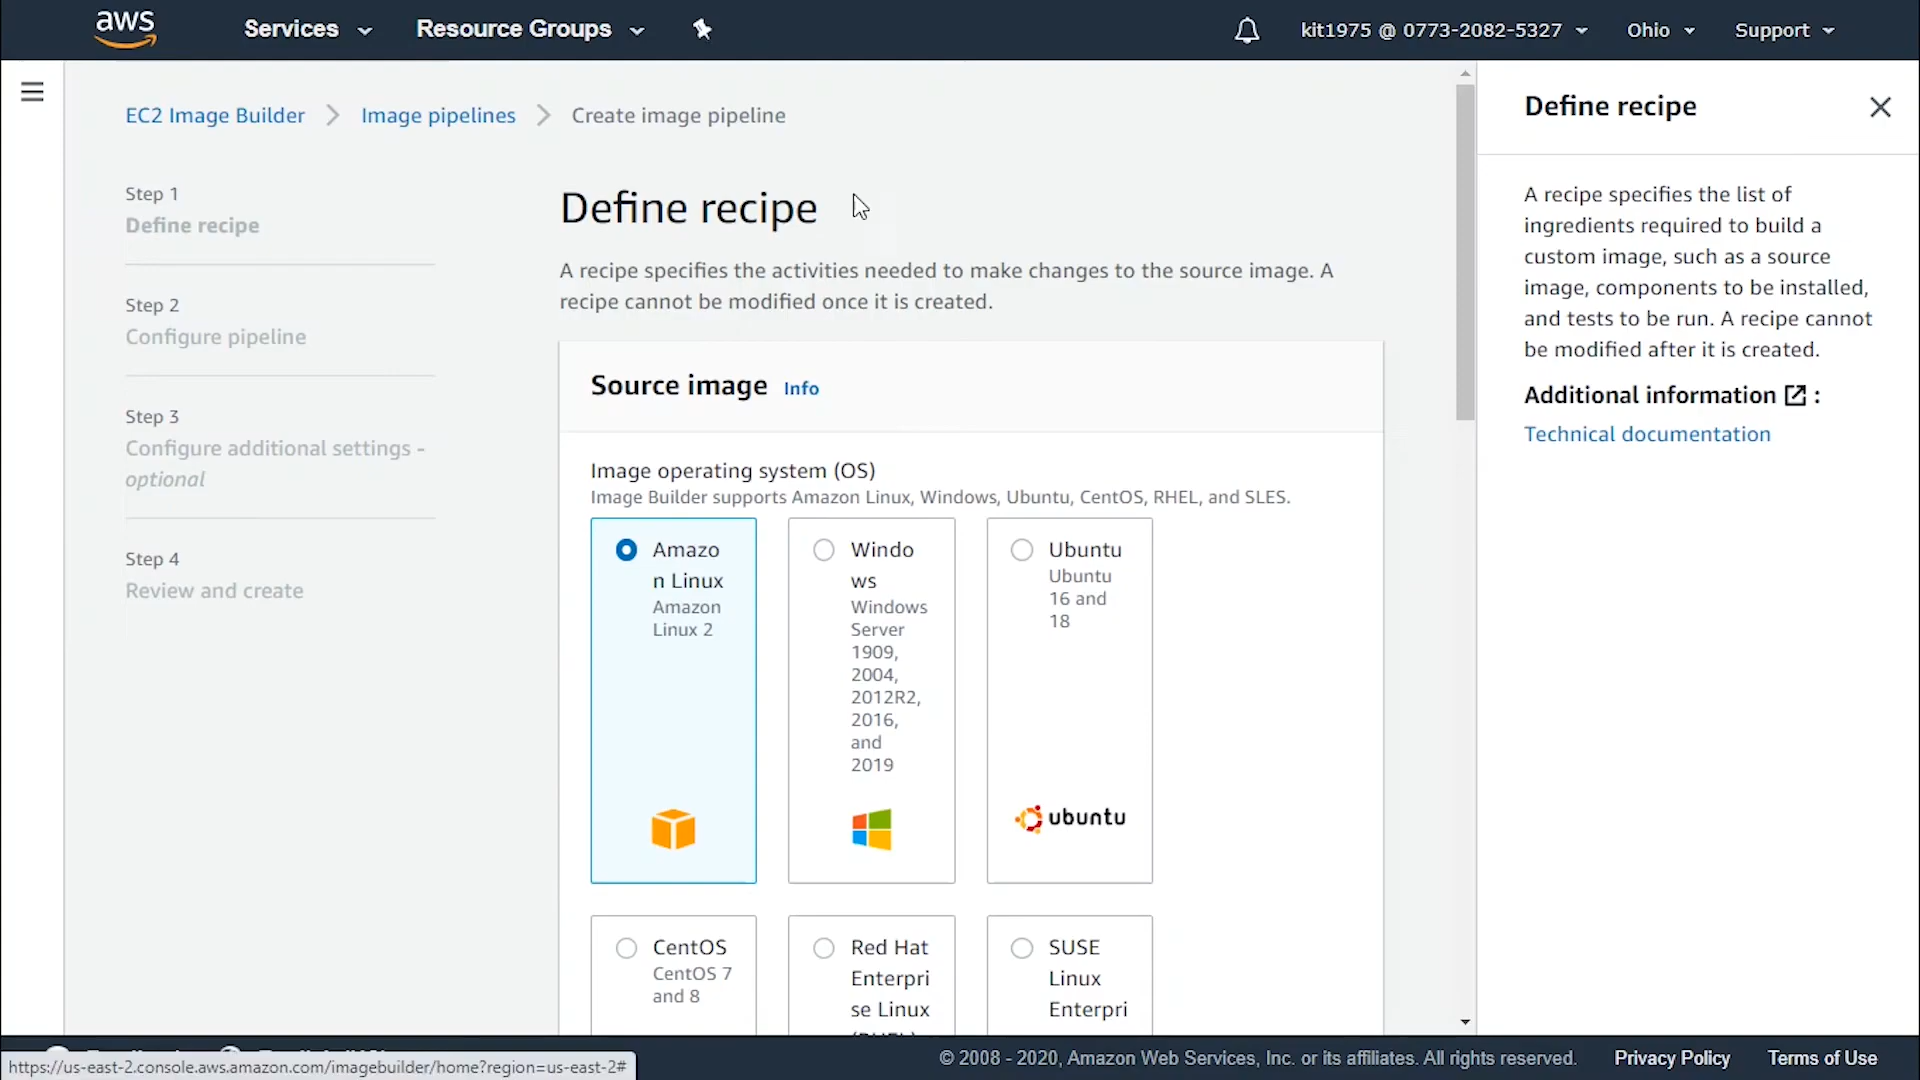 aws
Services
Resource Groups
kit1975 @ 0773-2082-5327
Ohio
Support
EC2 Image Builder
Image pipelines
Create image pipeline
Step 1
Define recipe
Step 2
Configure pipeline
Step 3
Configure additional settings -
optional
Step 4
Review and create
Define recipe
A recipe specifies the activities needed to make changes to the source image. A
recipe cannot be modified once it is created.
Source image Info
Image operating system (OS)
Image Builder supports Amazon Linux, Windows, Ubuntu, CentOS, RHEL, and SLES.
Amazo
n Linux
Amazon
Linux 2
Windo
ws
Windows
Server
1909,
2004,
2012R2,
2016,
and
2019
Ubuntu
Ubuntu
16 and
18
ubuntu
CentOS
CentOS 7
and 8
Red Hat
Enterpri
se Linux
SUSE
Linux
Enterpri
Define recipe
A recipe specifies the list of
ingredients required to build a
custom image, such as a source
image, components to be installed,
and tests to be run. A recipe cannot
be modified after it is created.
Additional information :
Technical documentation
https://us-east-2.console.aws.amazon.com/imagebuilder/home?region=us-east-2#
© 2008 - 2020, Amazon Web Services, Inc. or its affiliates. All rights reserved.
Privacy Policy
Terms of Use